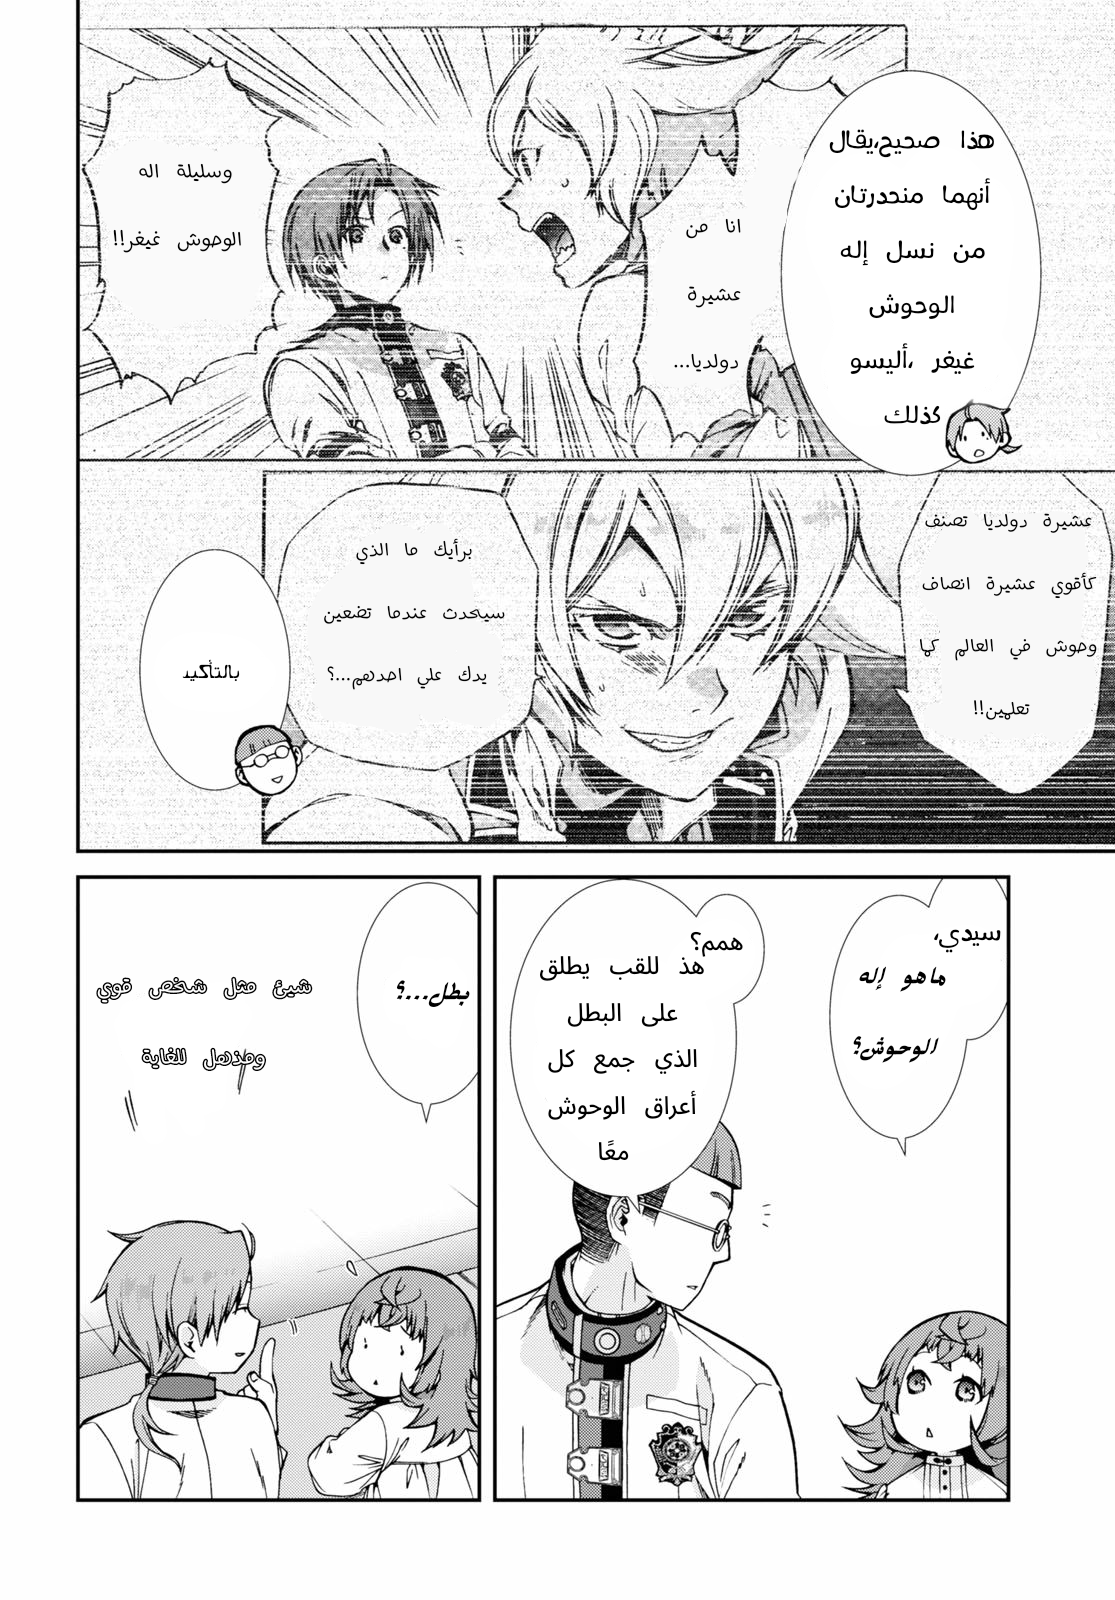 هذا صحيح،يقال
أنهما منحدرتان
من نسل إله
الوحوش
غيغر ،أليسو
كذلك
انا من
عشيرة
دولديا...
وسليلة اله
الوحوش غيغر!!
عشيرة دولديا تصنف
كأقوي عشيرة انصاف
وحوش في العالم كما
تعلمين!!
برأيك ما الذي
سيحدث عندما تضعين
يدك علي احدهم...؟
بالتأكيد
سيدي،
ماهو إله
الوحوش؟
همم؟
هذ للقب يطلق
على البطل
الذي جمع كل
أعراق الوحوش
معًا
بطل...؟
شيئ مثل شخص قوي
ومذهل للغاية